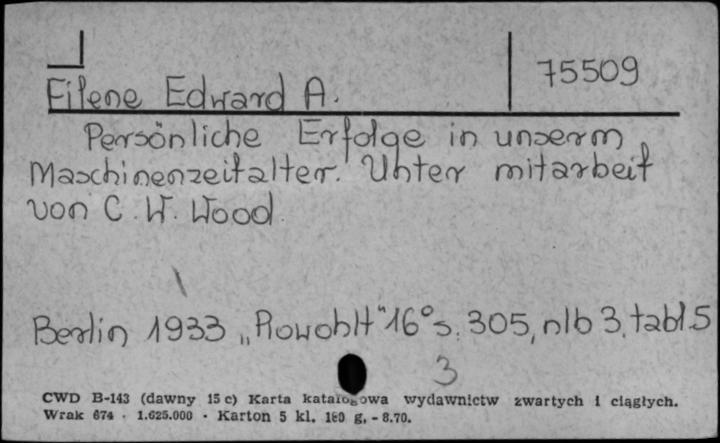 75509
Filene Edward A.
Persönliche Erfolge in unserm
Maschinenzeitalter. Unter mitarbeit
von C. W. Wood.
Berlin 1933 „Rowohlt" 16° s. 305, nlb 3, tabl. 5
3
CWD B-143 (dawny 15 c) Karta katalogowa wydawnictw zwartych i ciągłych.
Wrak 674 · 1.625.000 · Karton 5 kl. 180 g. - 8.70.